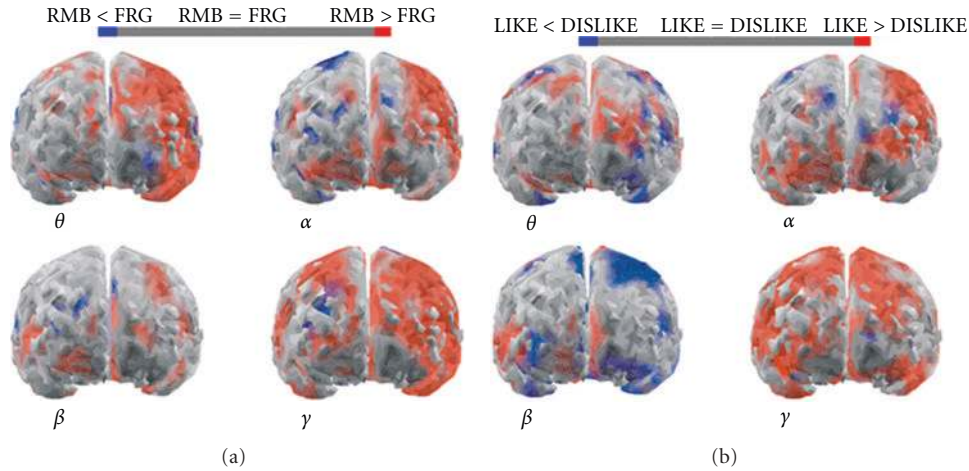 RMB < FRG RMB = FRG RMB > FRG
LIKE < DISLIKE LIKE = DISLIKE LIKE > DISLIKE
θ α θ α
β γ β γ
(a) (b)